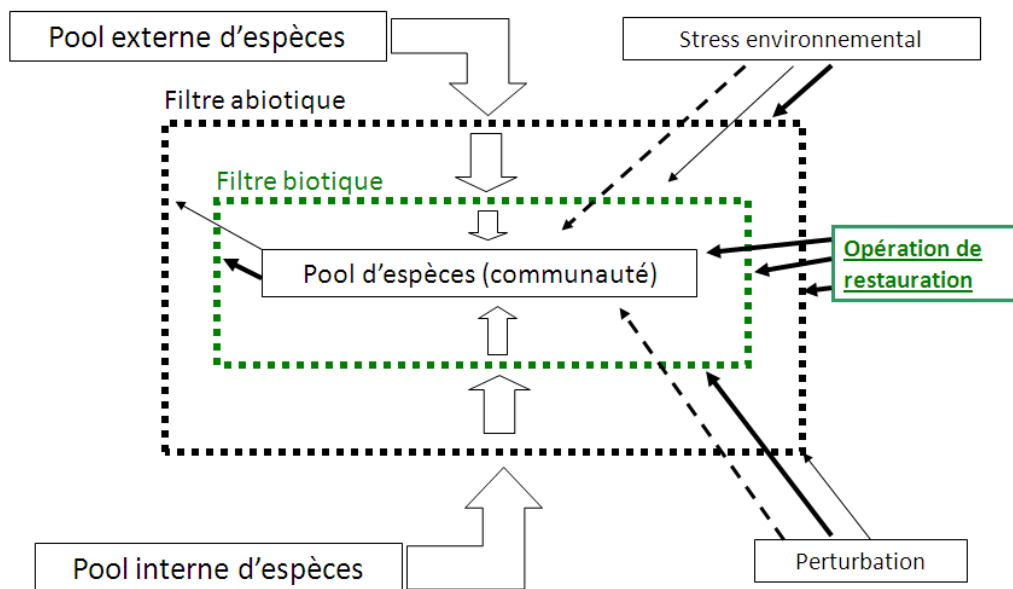 Pool externe d'espèces
Stress environnemental
Filtre abiotique
Filtre biotique
Opération de
restauration
Pool d'espèces (communauté)
Perturbation
Pool interne d'espèces